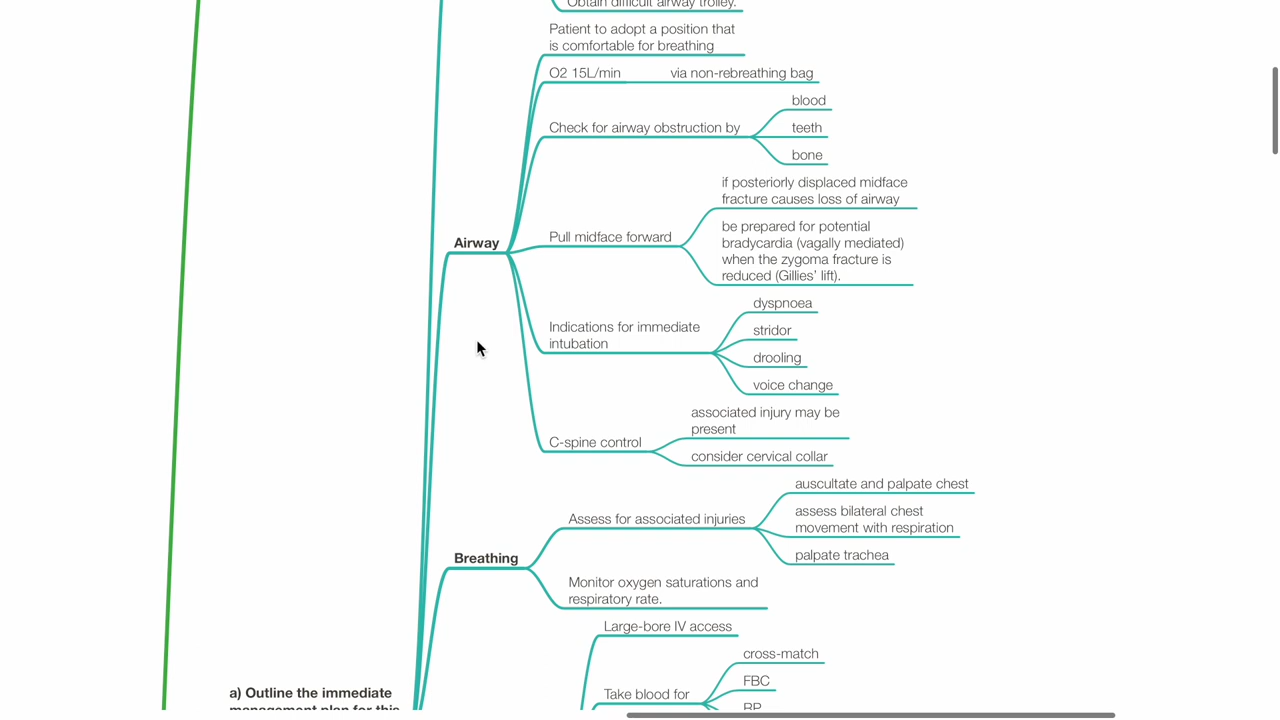 Obtain difficult airway trolley.
Patient to adopt a position that
is comfortable for breathing
O2 15L/min
via non-rebreathing bag
Check for airway obstruction by
blood
teeth
bone
Airway
Pull midface forward
if posteriorly displaced midface
fracture causes loss of airway
be prepared for potential
bradycardia (vagally mediated)
when the zygoma fracture is
reduced (Gillies' lift).
Indications for immediate
intubation
dyspnoea
stridor
drooling
voice change
C-spine control
associated injury may be
present
consider cervical collar
Breathing
Assess for associated injuries
auscultate and palpate chest
assess bilateral chest
movement with respiration
palpate trachea
Monitor oxygen saturations and
respiratory rate.
Large-bore IV access
Take blood for
cross-match
FBC
RP
a) Outline the immediate
management plan for this